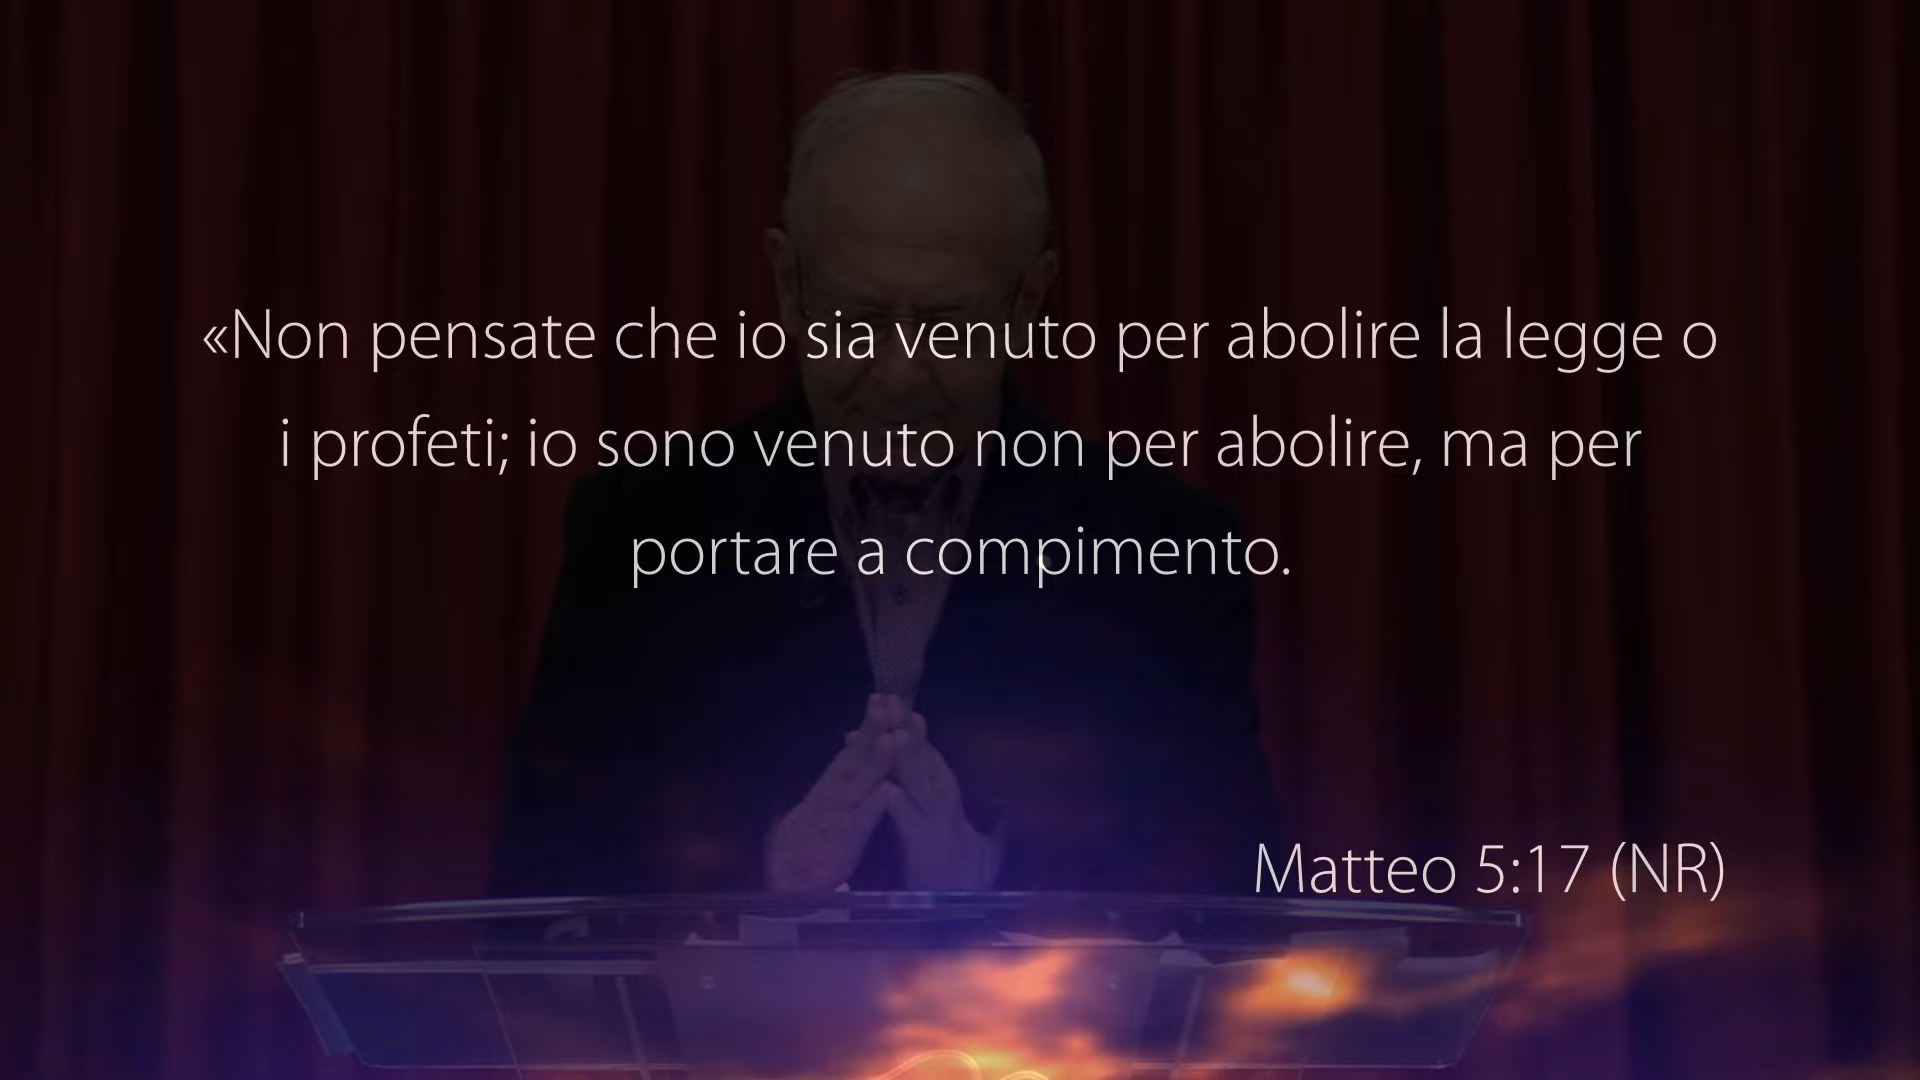 «Non pensate che io sia venuto per abolire la legge o
i profeti; io sono venuto non per abolire, ma per
portare a compimento.
Matteo 5:17 (NR)